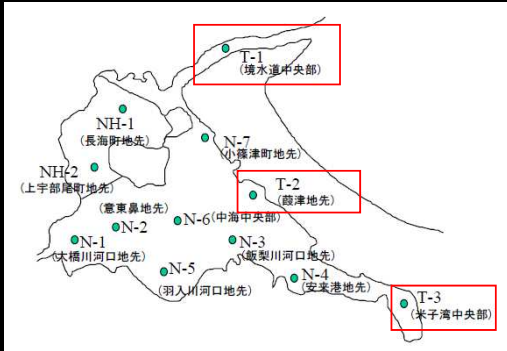 T-1
(境水道中央部)
NH-1
(長海町地先)
N-7
(小篠津町地先)
NH-2
(上宇部尾町地先)
T-2
(葭津地先)
(意東鼻地先)
N-2
N-6(中海中央部)
N-1
(大橋川河口地先)
N-3
(飯梨川河口地先)
N-5
(羽入川河口地先)
N-4
(安来港地先)
T-3
(米子湾中央部)